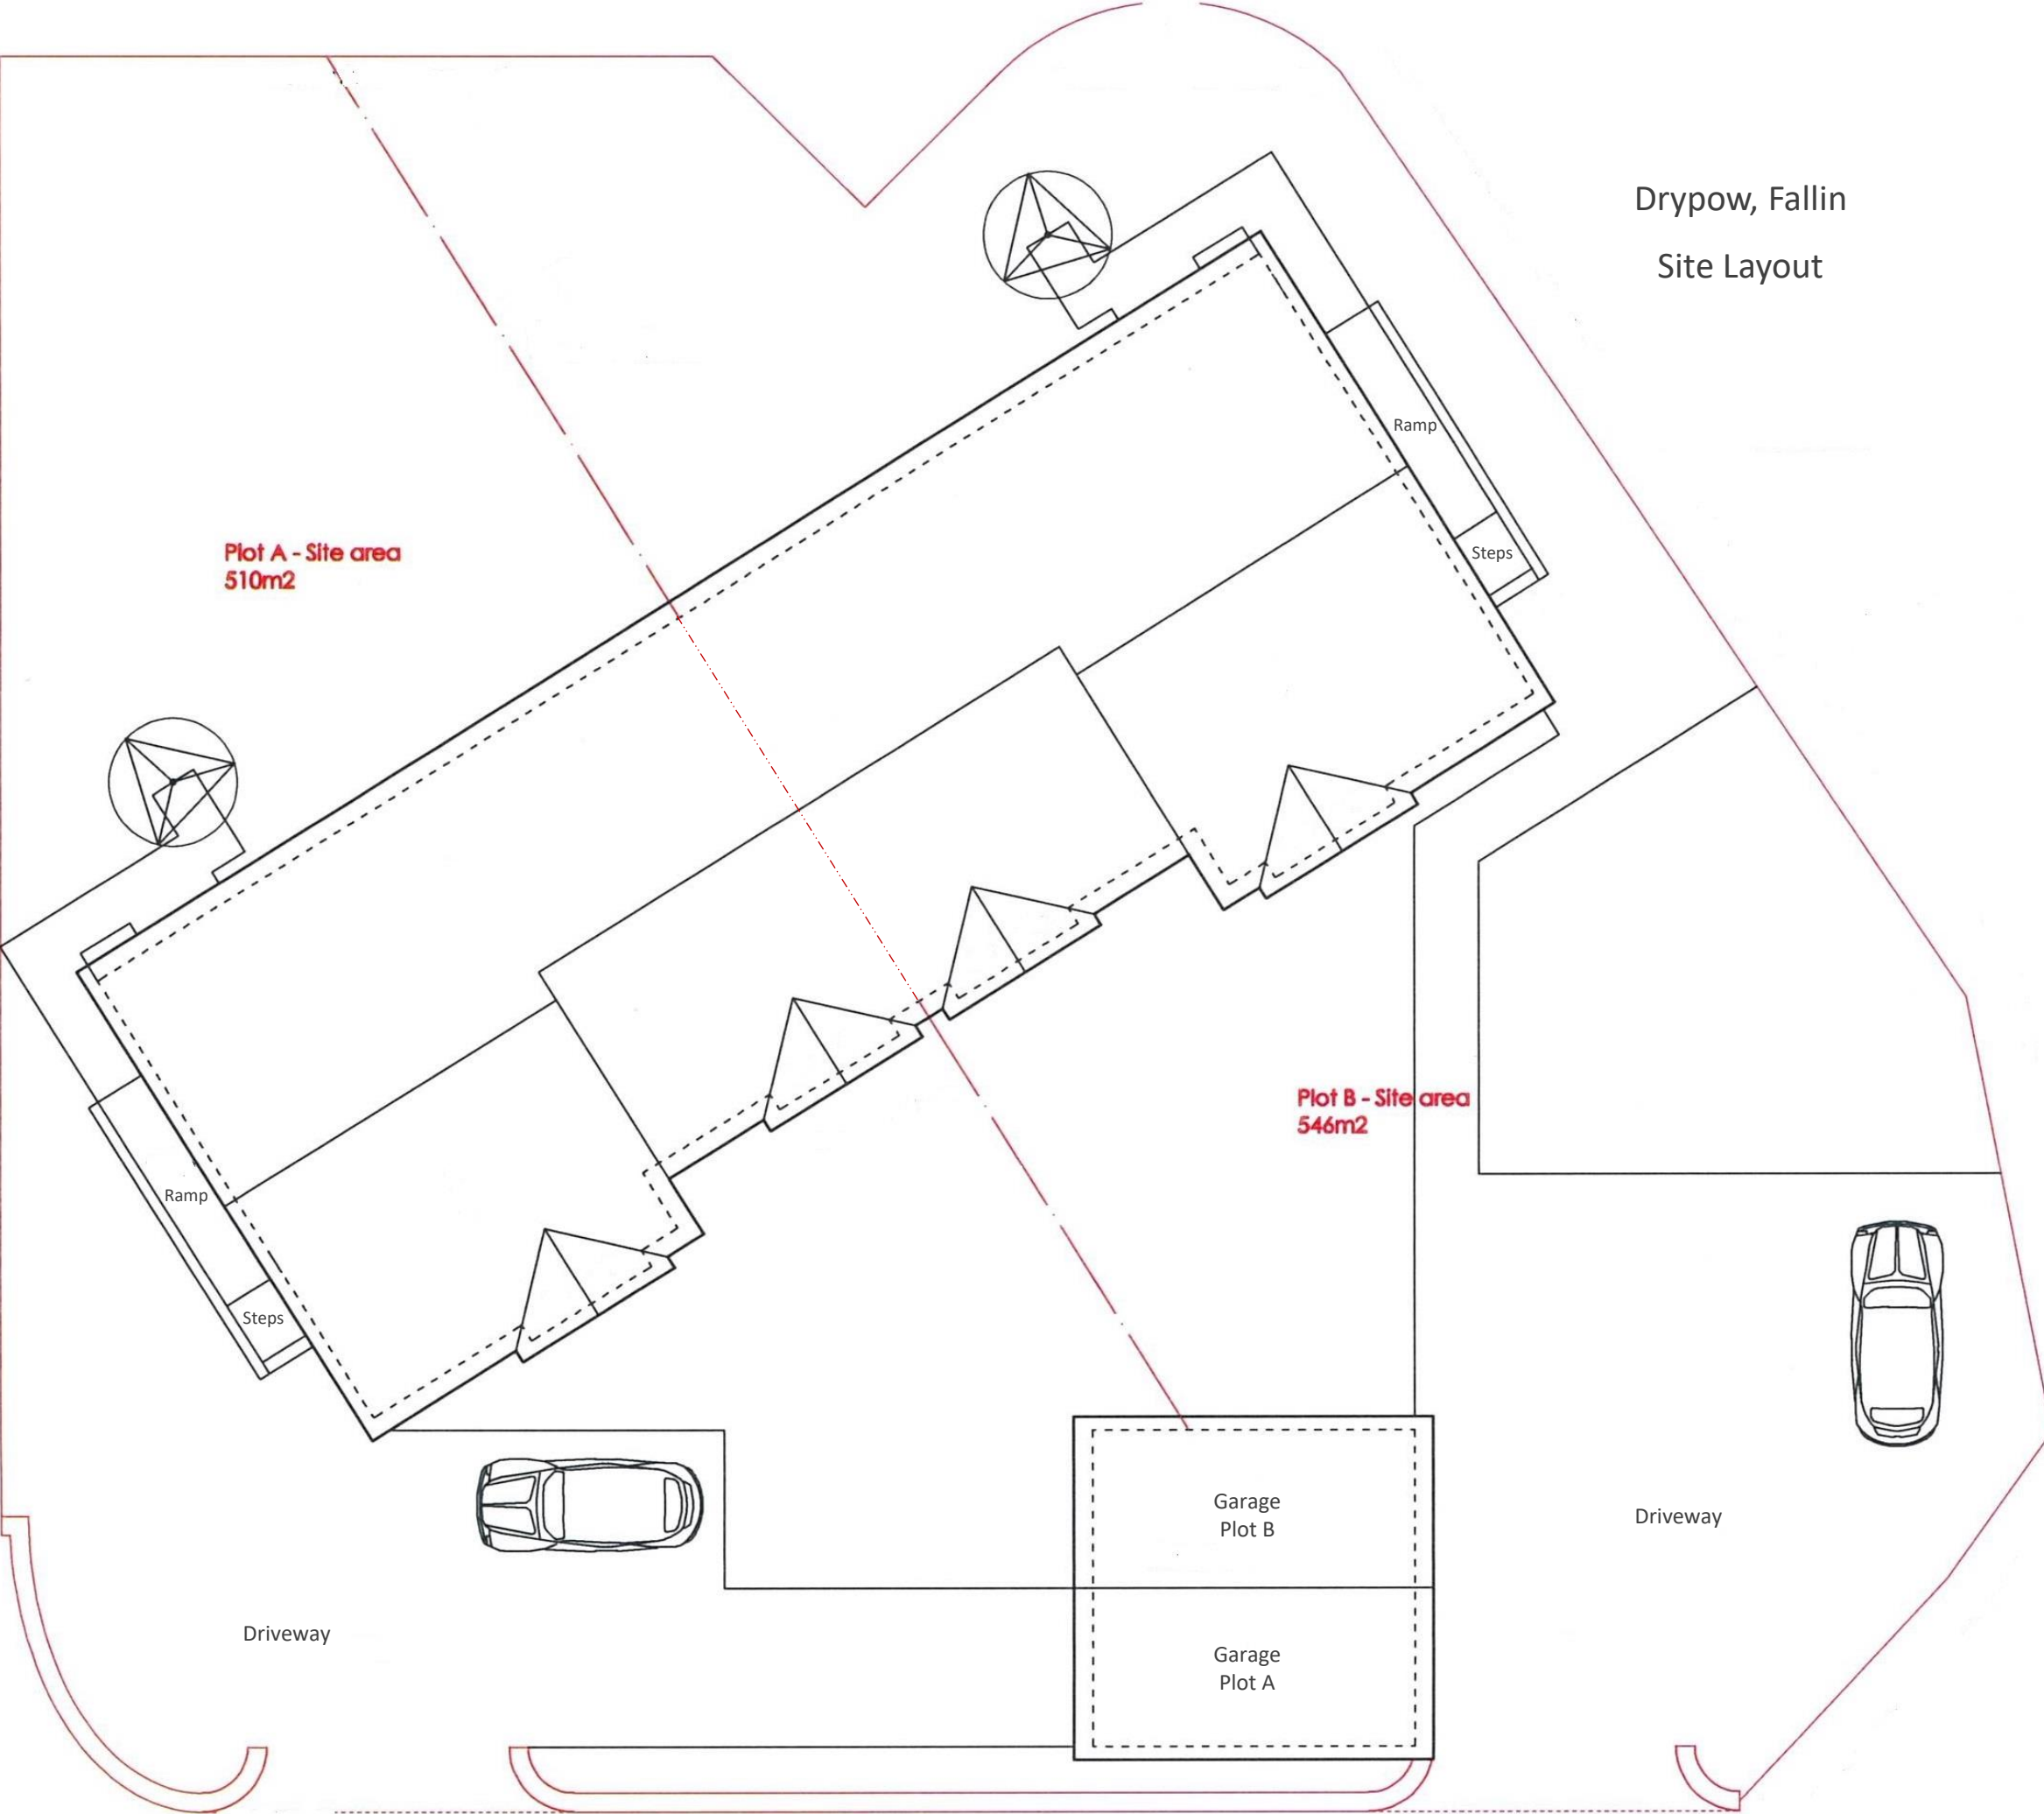 Drypow, Fallin
Site Layout
Ramp
Steps
Plot A - Site area
510m2
Plot B - Site area
546m2
Ramp
Steps
Garage
Plot B
Driveway
Driveway
Garage
Plot A